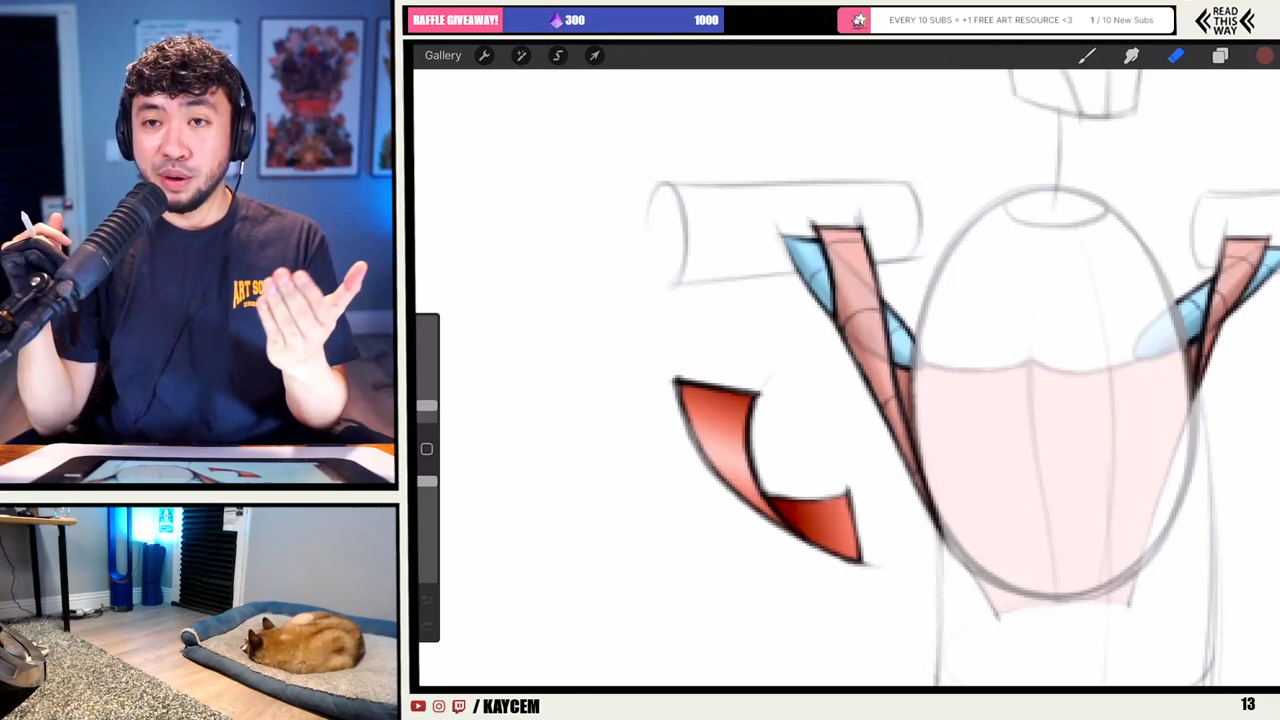 RAFFLE GIVEAWAY!
300
1000
EVERY 10 SUBS = +1 FREE ART RESOURCE <3
1 / 10 New Subs
READ
THIS
WAY
Gallery
ART SO
/ KAYCEM
13